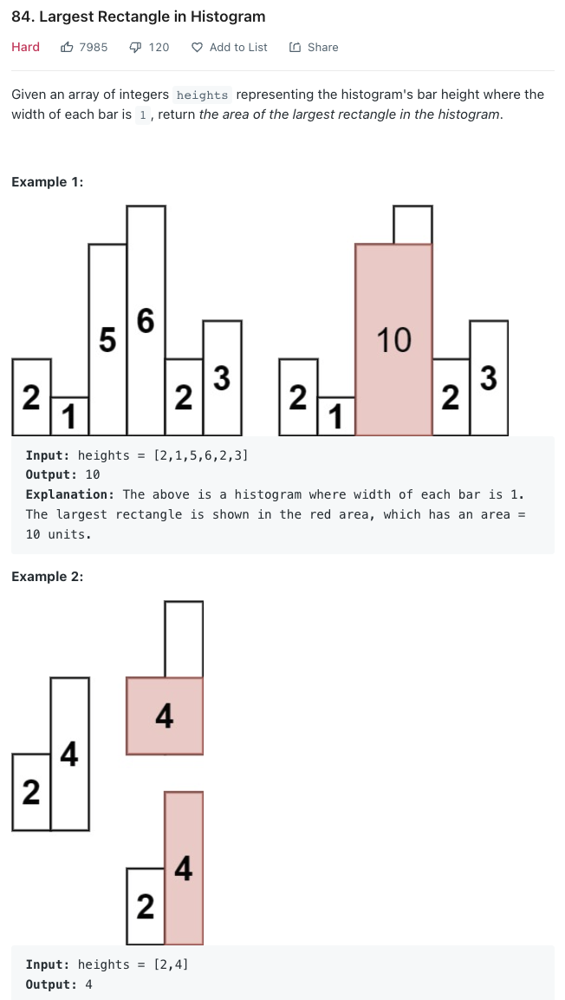 84. Largest Rectangle in Histogram
Hard 7985 120 Add to List Share
Given an array of integers heights representing the histogram's bar height where the
width of each bar is 1 , return the area of the largest rectangle in the histogram.
Example 1:
2 1 5 6 2 3 2 1 10 2 3
Input: heights = [2,1,5,6,2,3]
Output: 10
Explanation: The above is a histogram where width of each bar is 1.
The largest rectangle is shown in the red area, which has an area =
10 units.
Example 2:
2 4 4
2 4
Input: heights = [2,4]
Output: 4